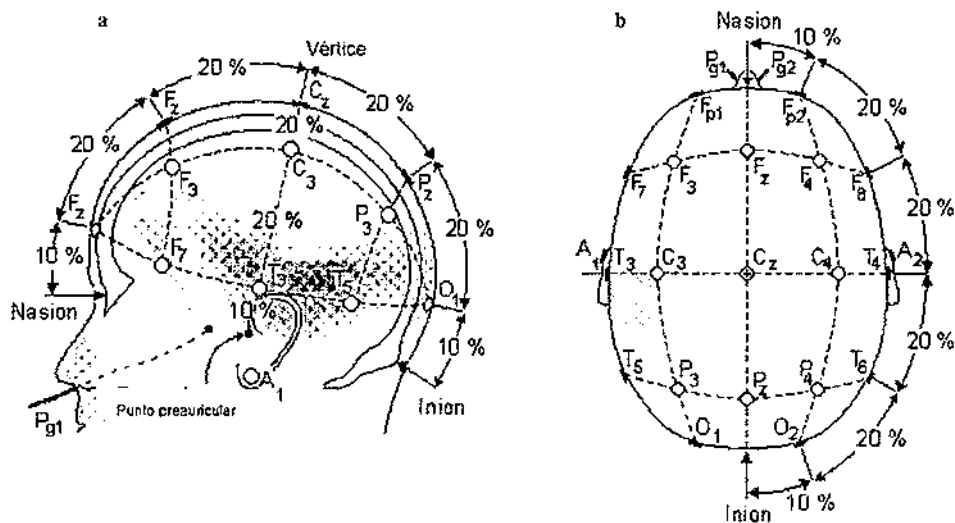 a
Vértice
20 %
20 %
Fz
Cz
20 %
20 %
20 %
Fz
F3
C3
Pz
P3
10 %
20 %
20 %
F7
T3
T5
O1
Nasion
10 %
10 %
A1
Inion
Pg1
Punto preauricular
b
Nasion
10 %
Pg1
Pg2
Fp1
Fp2
20 %
F7
F3
Fz
F4
F8
20 %
A1
T3
C3
Cz
C4
T4
A2
20 %
T5
P3
Pz
P4
T6
O1
O2
20 %
10 %
Inion